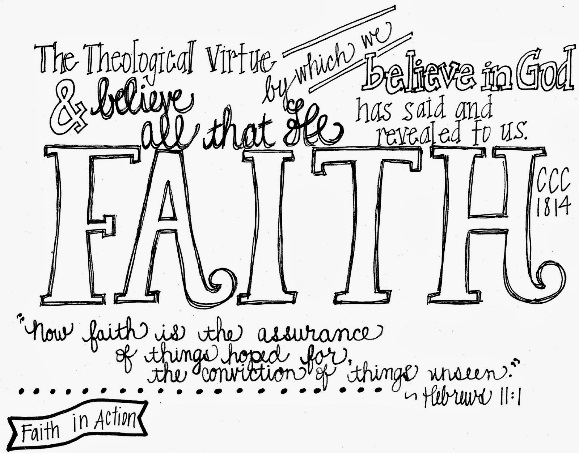 The Theological Virtue by which we believe in God
& believe all that He has said and revealed to us.
FAITH
CCC
1814
"Now faith is the assurance
of things hoped for,
the conviction of things unseen."
~ Hebrews 11:1
Faith in Action